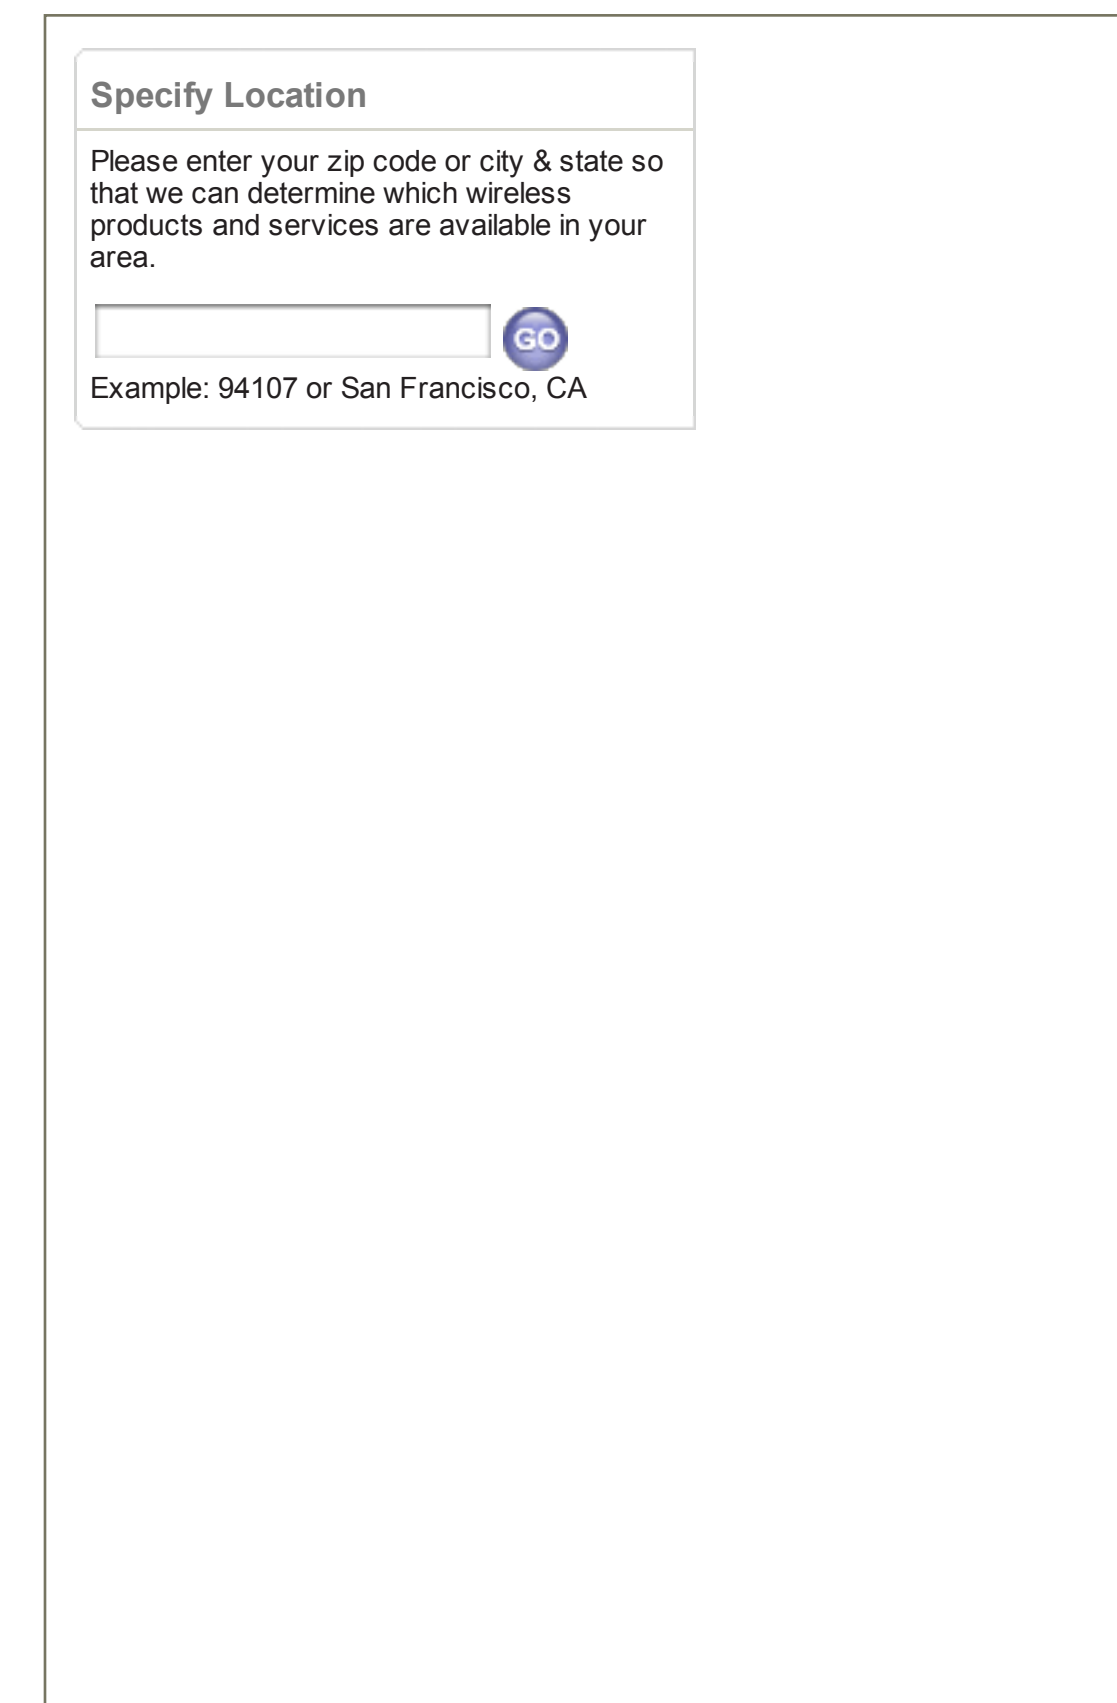 Specify Location
Please enter your zip code or city & state so
that we can determine which wireless
products and services are available in your
area.
GO
Example: 94107 or San Francisco, CA